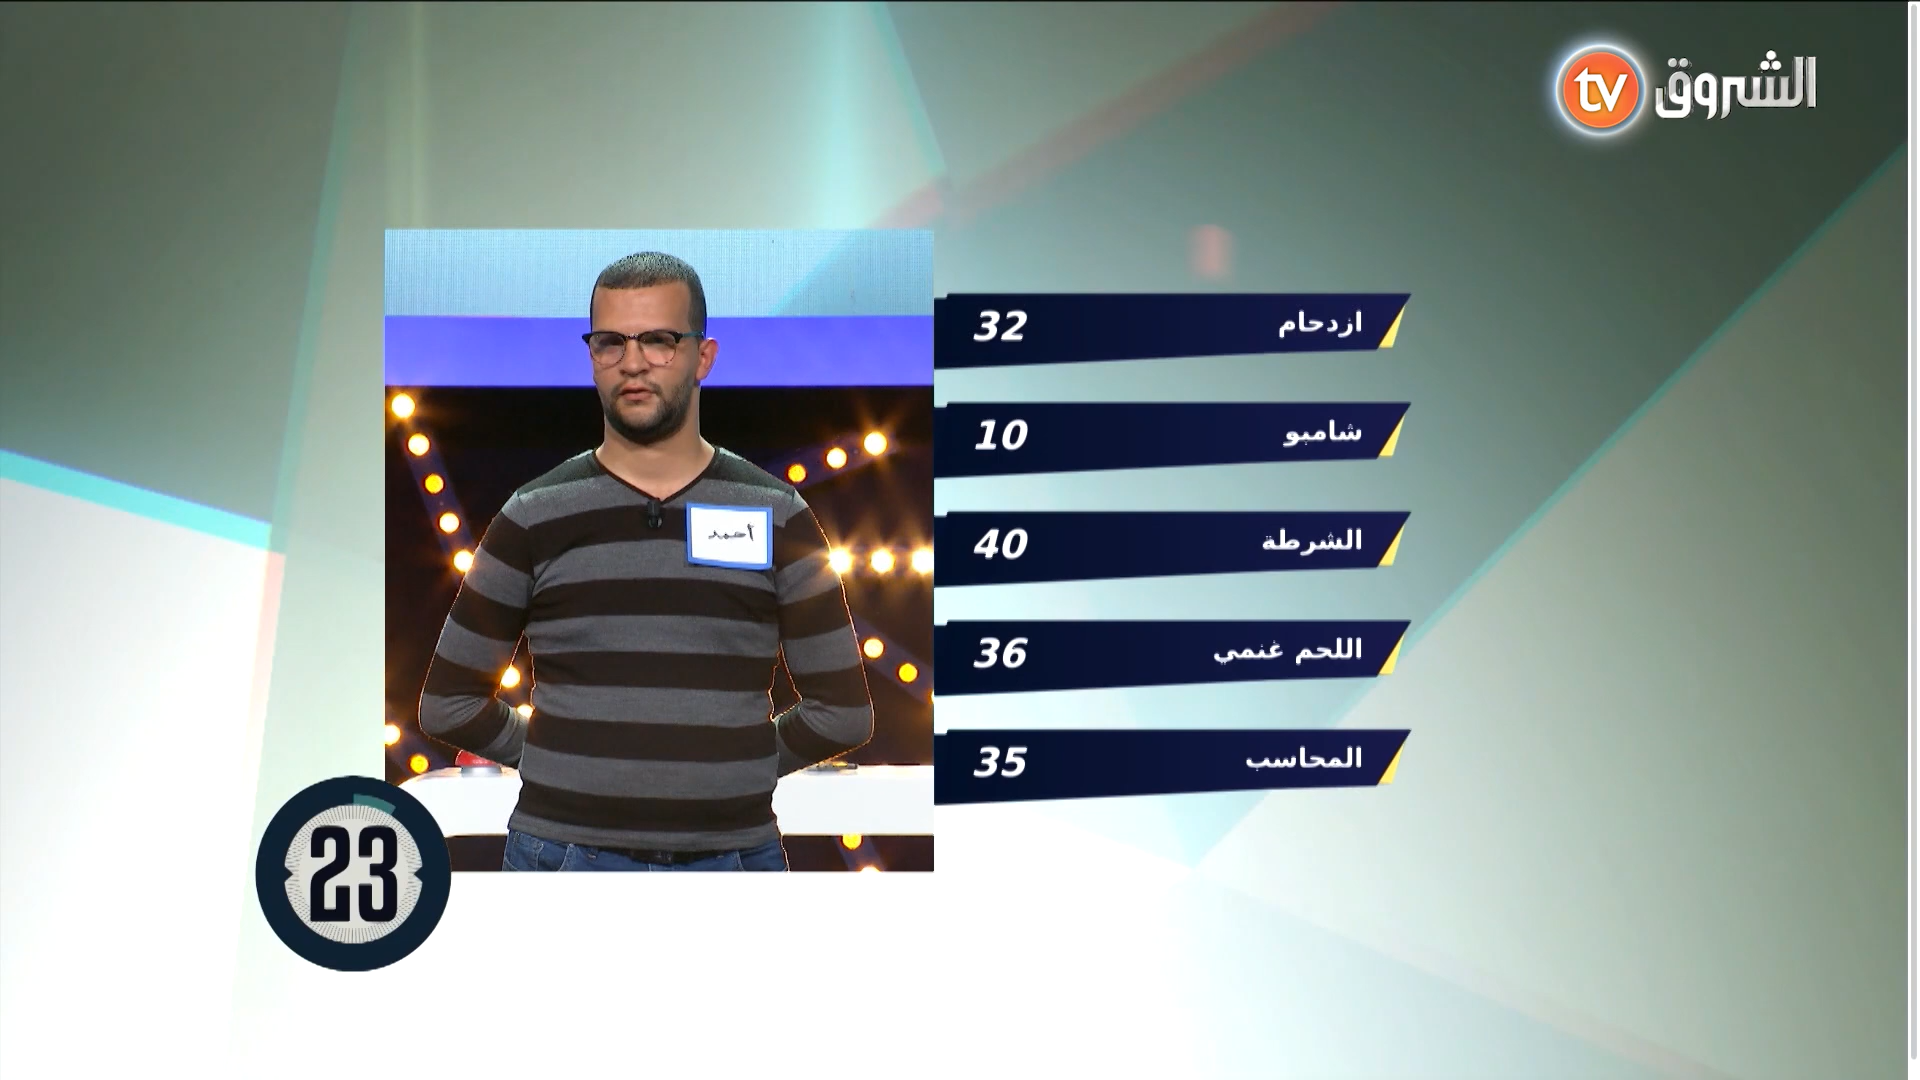 tv الشروق
ازدحام 32
شامبو 10
الشرطة 40
اللحم غنمي 36
المحاسب 35
أحمد
23